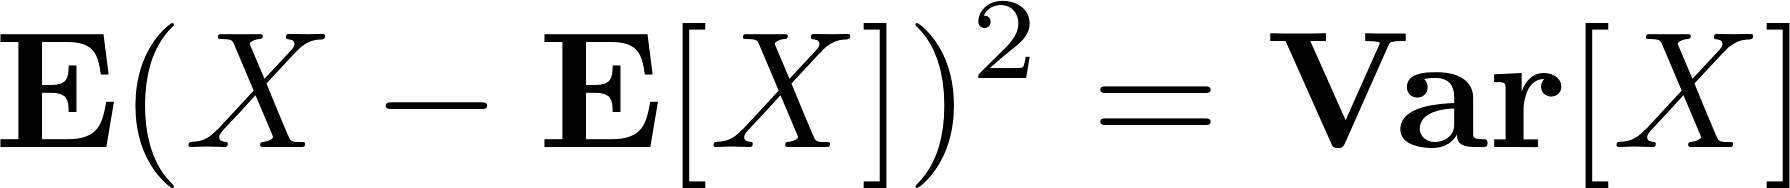 E(X − E[X])² = Var[X]